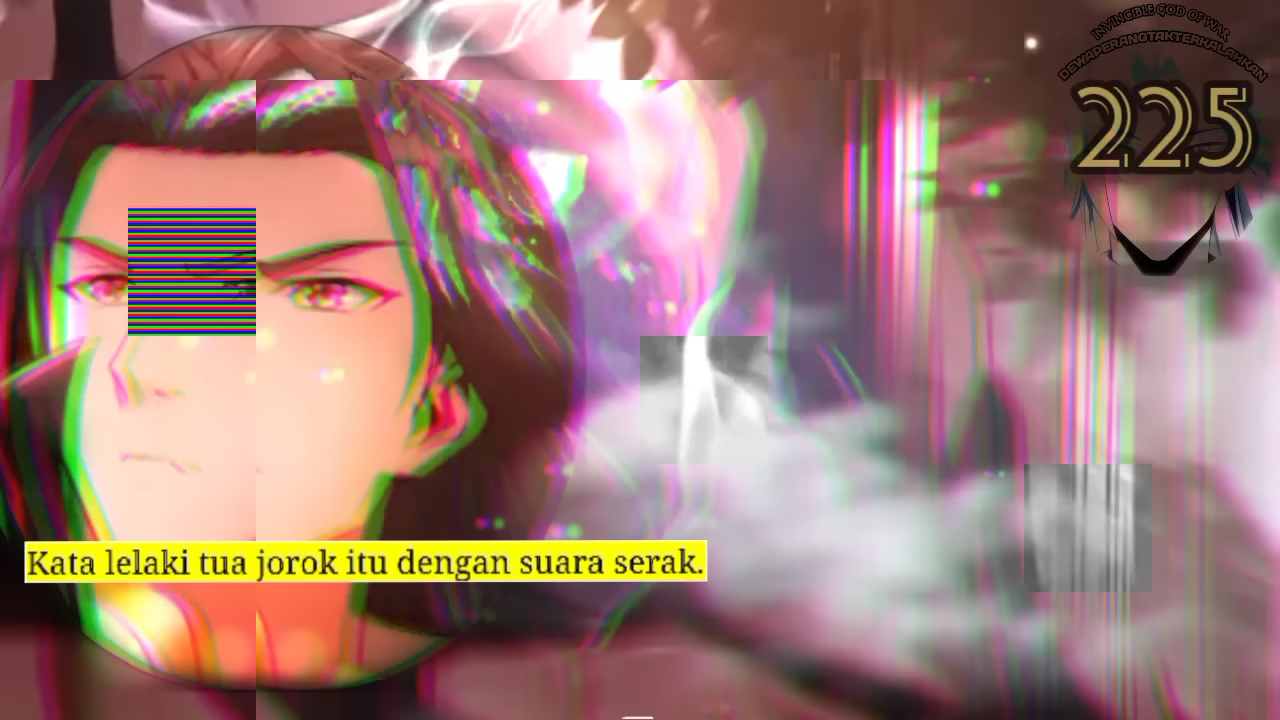 INVINCIBLE GOD OF WAR
DEWAPERANGTAKTERKALAHKAN
225
Kata lelaki tua jorok itu dengan suara serak.